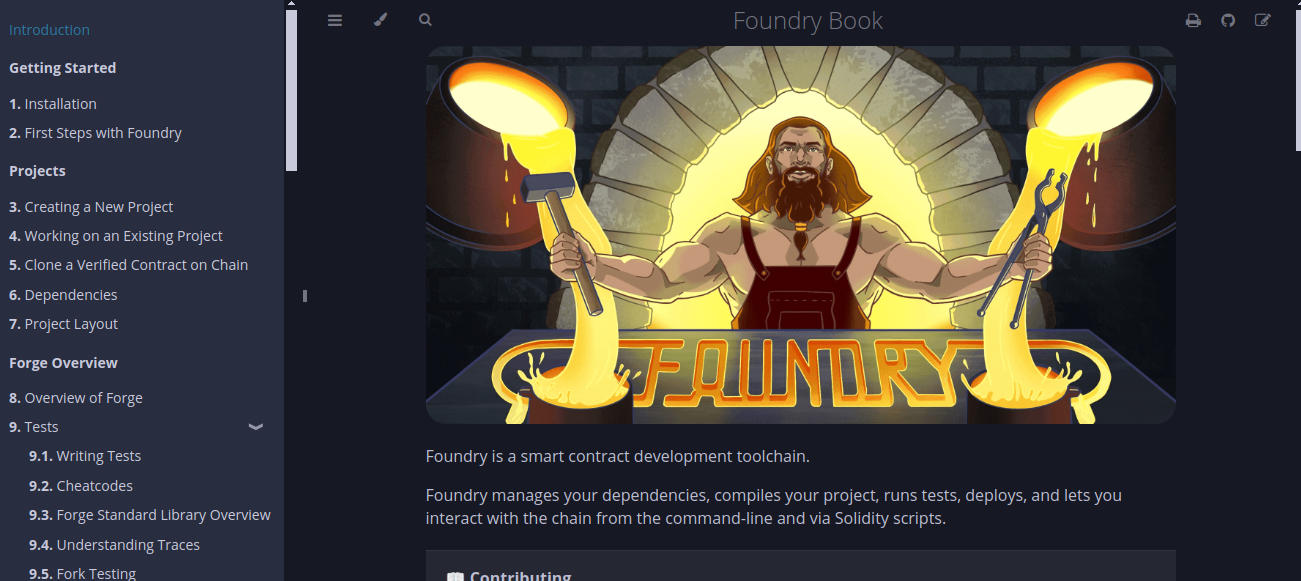 Introduction
Getting Started
1. Installation
2. First Steps with Foundry
Projects
3. Creating a New Project
4. Working on an Existing Project
5. Clone a Verified Contract on Chain
6. Dependencies
7. Project Layout
Forge Overview
8. Overview of Forge
9. Tests
9.1. Writing Tests
9.2. Cheatcodes
9.3. Forge Standard Library Overview
9.4. Understanding Traces
9.5. Fork Testing
Foundry Book
FOUNDRY
Foundry is a smart contract development toolchain.
Foundry manages your dependencies, compiles your project, runs tests, deploys, and lets you
interact with the chain from the command-line and via Solidity scripts.
Contributing